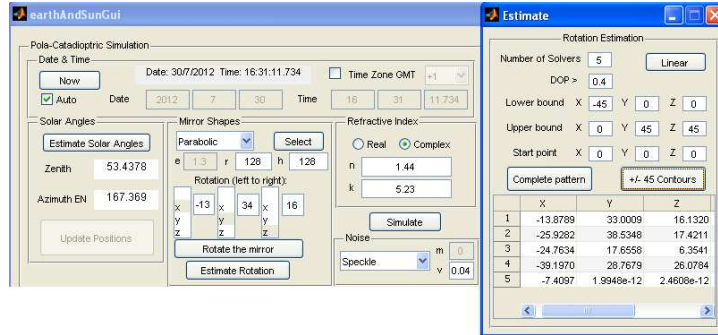 earthAndSunGui
Pola-Catadioptric Simulation
Date & Time
Now
Date: 30/7/2012 Time: 16:31:11.734
Time Zone GMT +1
Auto Date 2012 7 30 Time 16 31 11.734
Solar Angles
Estimate Solar Angles
Zenith 53.4378
Azimuth EN 167.369
Update Positions
Mirror Shapes
Parabolic Select
e 1.3 r 128 h 128
Rotation (left to right):
x y z -13 x y z 34 x y z 16
Rotate the mirror
Estimate Rotation
Refractive Index
Real Complex
n 1.44
k 5.23
Simulate
Noise
Speckle m 0
v 0.04
Estimate
Rotation Estimation
Number of Solvers 5 Linear
DOP > 0.4
Lower bound X -45 Y 0 Z 0
Upper bound X 0 Y 45 Z 45
Start point X 0 Y 0 Z 0
Complete pattern +/- 45 Contours
X Y Z
1 -13.8789 33.0009 16.1320
2 -25.9282 38.5348 17.4211
3 -24.7634 17.6558 6.3541
4 -39.1970 28.7679 26.0784
5 -7.4097 1.9948e-12 2.4608e-12